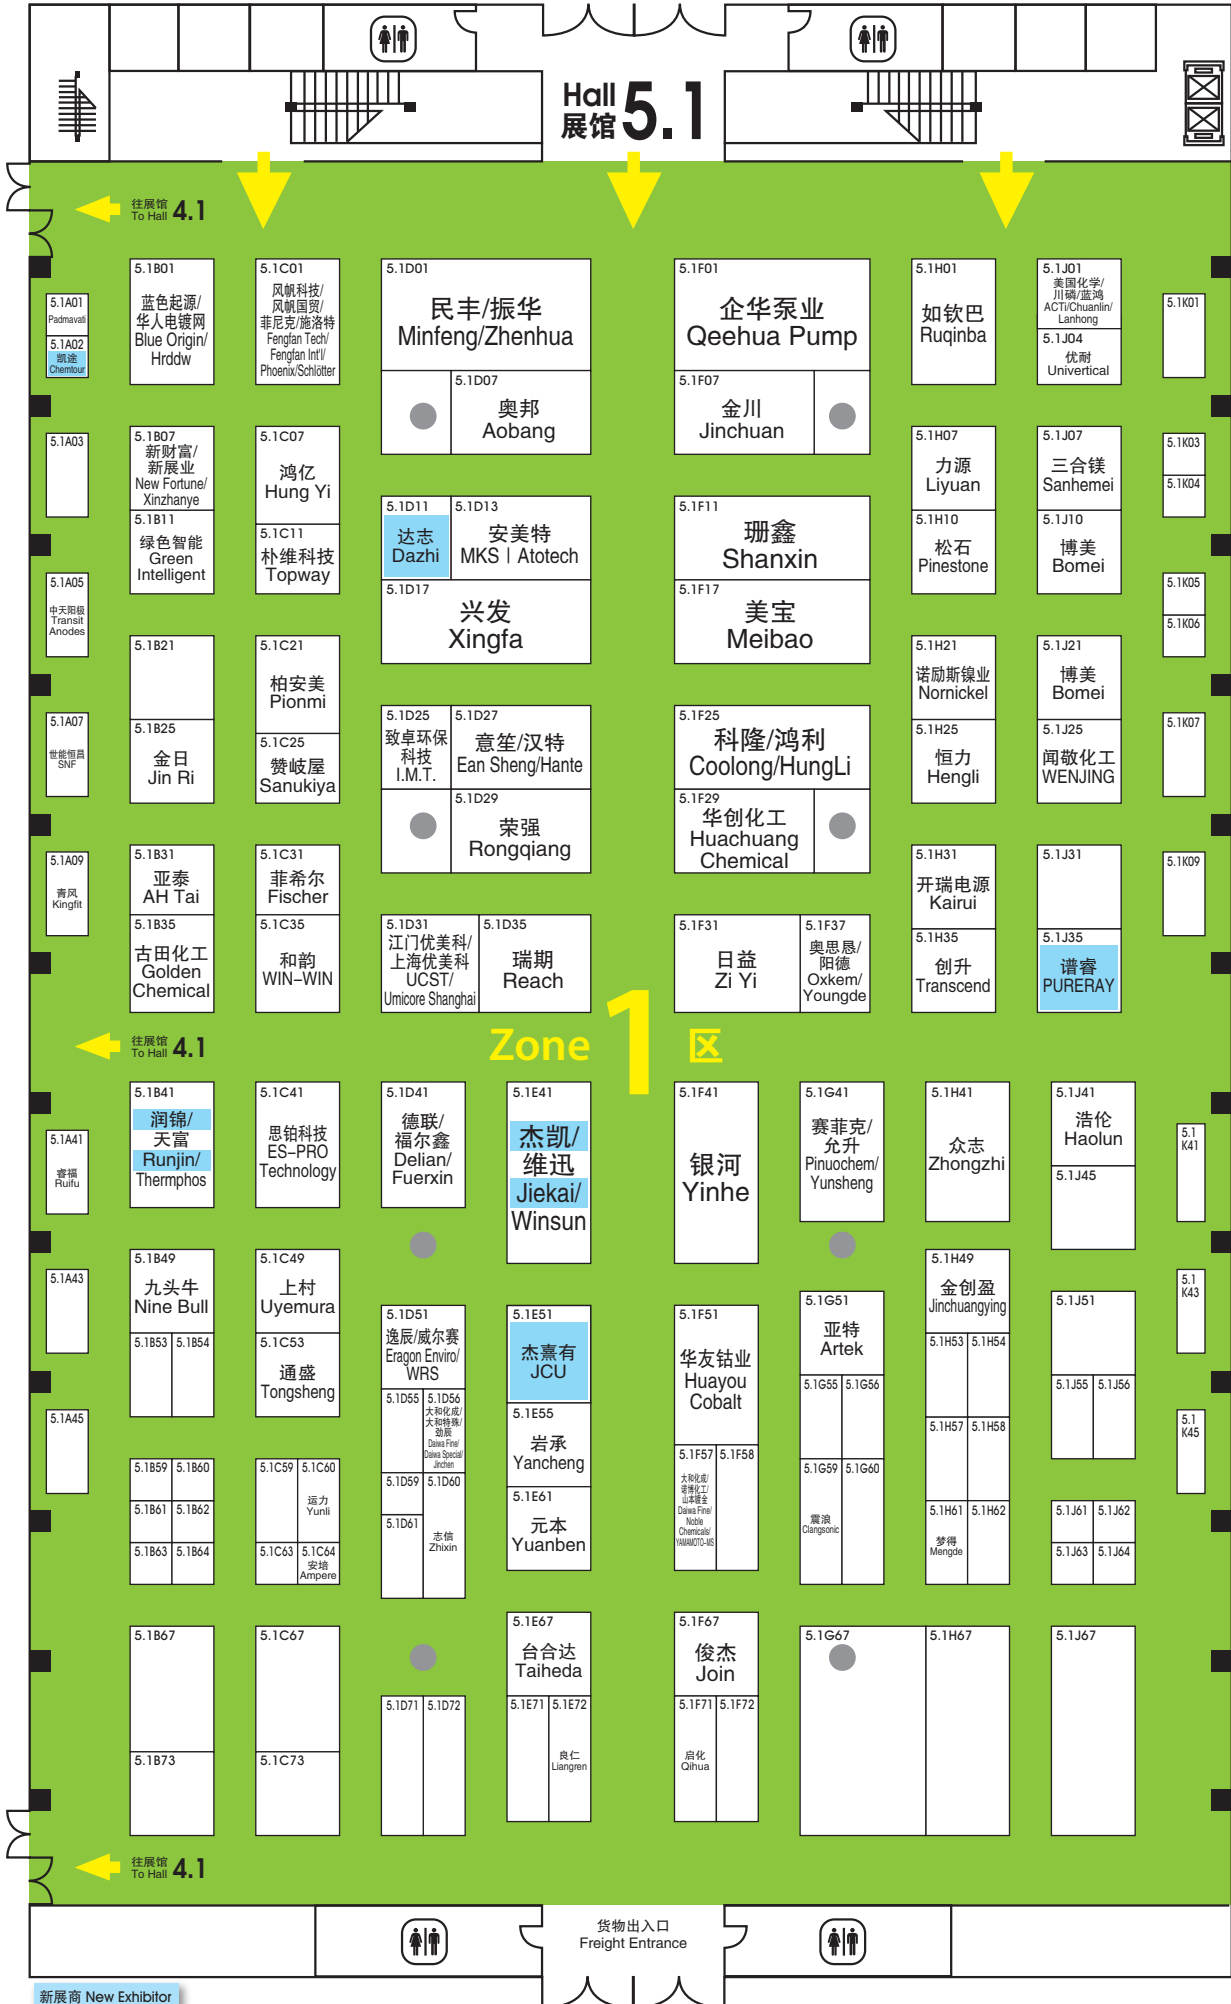 Hall
展馆 5.1
往展馆
To Hall 4.1
5.1A01
Padmavati
5.1A02
凯途
Chemtour
5.1B01
蓝色起源/
华人电镀网
Blue Origin/
Hrddw
5.1C01
风帆科技/
风帆国贸/
菲尼克/施洛特
Fengfan Tech/
Fengfan Int'l/
Phoenix/Schlötter
5.1D01
民丰/振华
Minfeng/Zhenhua
5.1D07
奥邦
Aobang
5.1F01
企华泵业
Qeehua Pump
5.1F07
金川
Jinchuan
5.1H01
如钦巴
Ruqinba
5.1J01
美国化学/
川磷/蓝鸿
ACTi/Chuanlin/
Lanhong
5.1J04
优耐
Univertical
5.1K01
5.1A03
5.1B07
新财富/
新展业
New Fortune/
Xinzhanye
5.1B11
绿色智能
Green
Intelligent
5.1C07
鸿亿
Hung Yi
5.1C11
朴维科技
Topway
5.1D11
达志
Dazhi
5.1D13
安美特
MKS | Atotech
5.1D17
兴发
Xingfa
5.1F11
珊鑫
Shanxin
5.1F17
美宝
Meibao
5.1H07
力源
Liyuan
5.1H10
松石
Pinestone
5.1J07
三合镁
Sanhemei
5.1J10
博美
Bomei
5.1K03
5.1K04
5.1A05
中天阳极
Transit
Anodes
5.1K05
5.1K06
5.1A07
世能恒昌
SNF
5.1B21
5.1B25
金日
Jin Ri
5.1C21
柏安美
Pionmi
5.1C25
赞岐屋
Sanukiya
5.1D25
致卓环保
科技
I.M.T.
5.1D27
意笙/汉特
Ean Sheng/Hante
5.1D29
荣强
Rongqiang
5.1F25
科隆/鸿利
Coolong/HungLi
5.1F29
华创化工
Huachuang
Chemical
5.1H21
诺励斯镍业
Nornickel
5.1H25
恒力
Hengli
5.1J21
博美
Bomei
5.1J25
闻敬化工
WENJING
5.1K07
5.1A09
青风
Kingfit
5.1B31
亚泰
AH Tai
5.1B35
古田化工
Golden
Chemical
5.1C31
菲希尔
Fischer
5.1C35
和韵
WIN-WIN
5.1D31
江门优美科/
上海优美科
UCST/
Umicore Shanghai
5.1D35
瑞期
Reach
5.1F31
日益
Zi Yi
5.1F37
奥思恳/
阳德
Oxkem/
Youngde
5.1H31
开瑞电源
Kairui
5.1H35
创升
Transcend
5.1J31
5.1J35
谱睿
PURERAY
5.1K09
往展馆
To Hall 4.1
Zone 1 区
5.1A41
睿福
Ruifu
5.1B41
润锦/
天富
Runjin/
Thermphos
5.1C41
思铂科技
ES-PRO
Technology
5.1D41
德联/
福尔鑫
Delian/
Fuerxin
5.1E41
杰凯/
维迅
Jiekai/
Winsun
5.1F41
银河
Yinhe
5.1G41
赛菲克/
允升
Pinuochem/
Yunsheng
5.1H41
众志
Zhongzhi
5.1J41
浩伦
Haolun
5.1J45
5.1
K41
5.1A43
5.1B49
九头牛
Nine Bull
5.1B53
5.1B54
5.1C49
上村
Uyemura
5.1C53
通盛
Tongsheng
5.1D51
逸辰/威尔赛
Eragon Enviro/
WRS
5.1D55
5.1D56
大和化成/
大和特殊/
劲辰
Daiwa Fine/
Daiwa Special/
Jinchen
5.1E51
杰熹有
JCU
5.1E55
岩承
Yancheng
5.1E61
元本
Yuanben
5.1F51
华友钴业
Huayou
Cobalt
5.1F57
大和化成/
诺博化工/
山本镀金
Daiwa Fine/
Noble
Chemicals/
YAMAMOTO-MS
5.1F58
5.1G51
亚特
Artek
5.1G55
5.1G56
5.1G59
震浪
Clangsonic
5.1G60
5.1H49
金创盈
Jinchuangying
5.1H53
5.1H54
5.1H57
5.1H58
5.1H61
梦得
Mengde
5.1H62
5.1J51
5.1J55
5.1J56
5.1
K43
5.1A45
5.1
K45
5.1B59
5.1B60
5.1B61
5.1B62
5.1B63
5.1B64
5.1C59
5.1C60
运力
Yunli
5.1C63
5.1C64
安培
Ampere
5.1D59
5.1D60
志信
Zhixin
5.1D61
5.1J61
5.1J62
5.1J63
5.1J64
5.1B67
5.1B73
5.1C67
5.1C73
5.1D71
5.1D72
5.1E67
台合达
Taiheda
5.1E71
5.1E72
良仁
Liangren
5.1F67
俊杰
Join
5.1F71
启化
Qihua
5.1F72
5.1G67
5.1H67
5.1J67
往展馆
To Hall 4.1
货物出入口
Freight Entrance
新展商 New Exhibitor